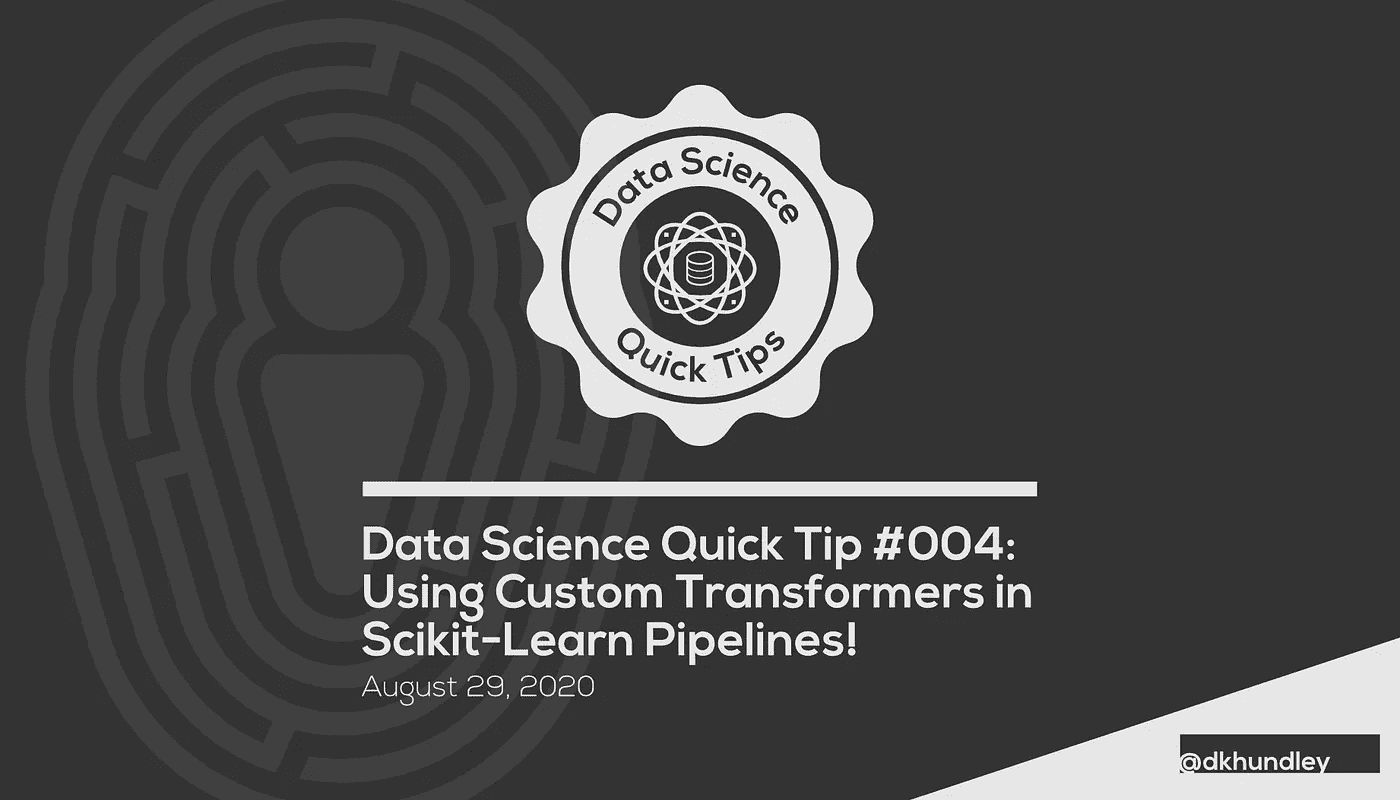 Data Science
Quick Tips
Data Science Quick Tip #004:
Using Custom Transformers in
Scikit-Learn Pipelines!
August 29, 2020
@dkhundley